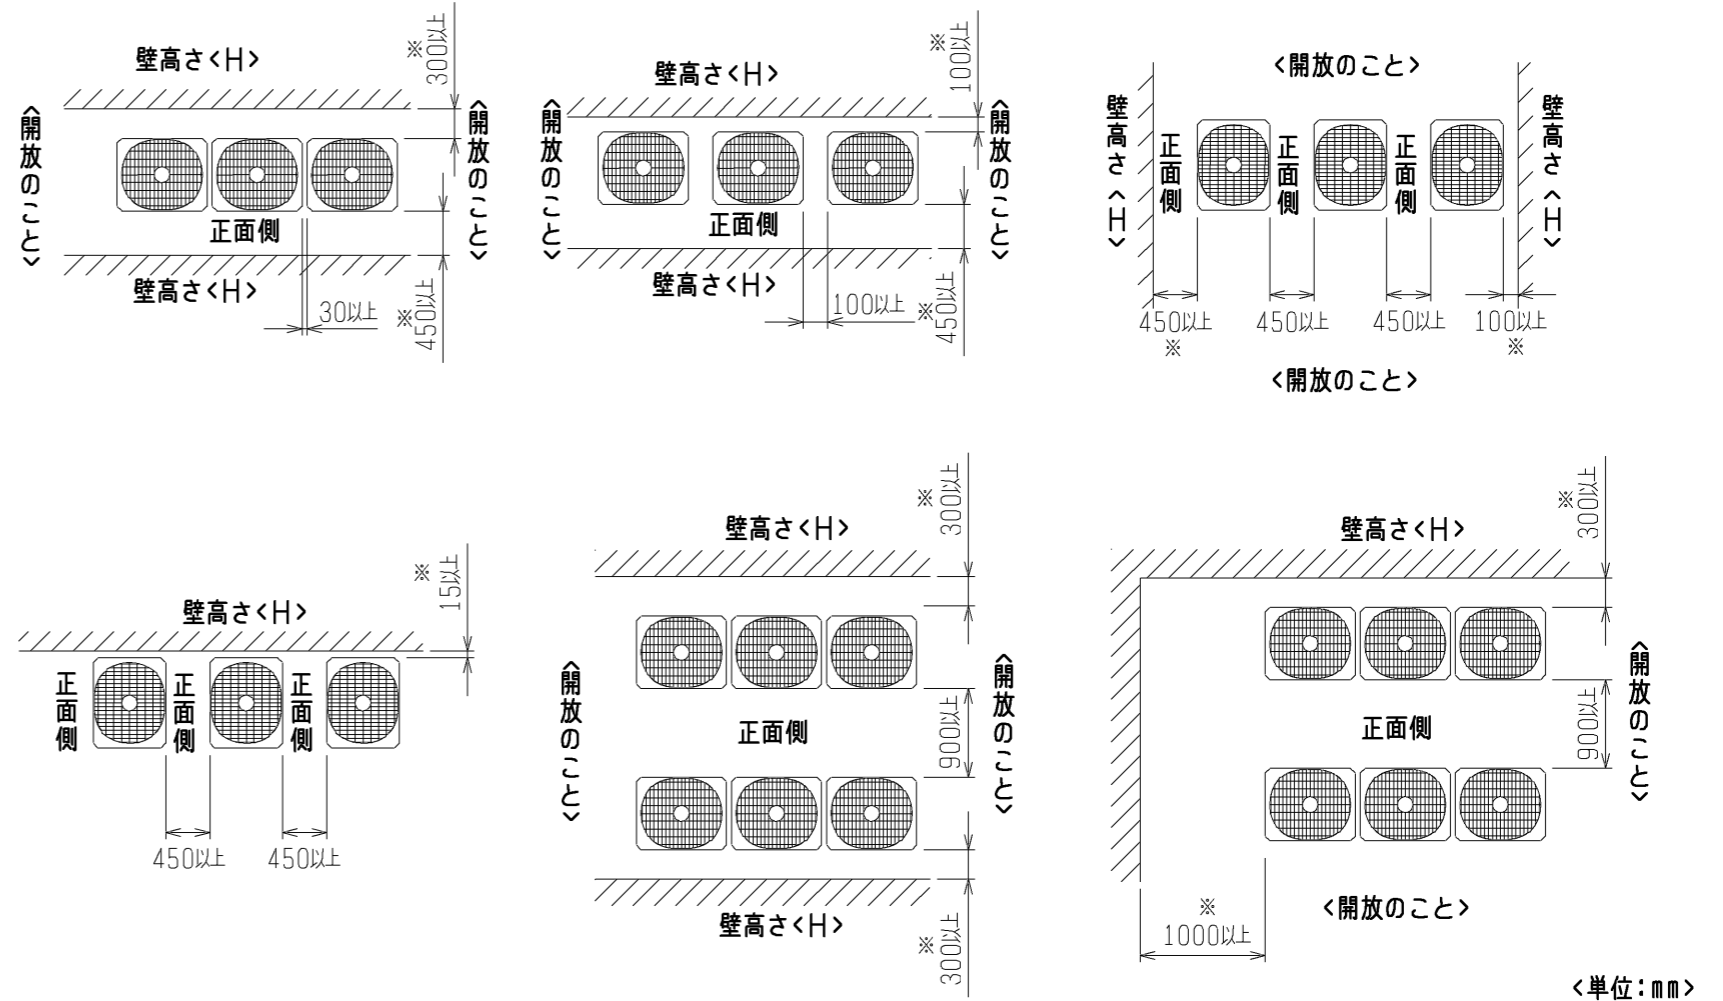 壁高さ<H>
※
300以上
<開放のこと>
<開放のこと>
正面側
壁高さ<H>
30以上
※
450以上
壁高さ<H>
※
100以上
<開放のこと>
<開放のこと>
正面側
壁高さ<H>
100以上
※
450以上
<開放のこと>
壁高さ<H>
正面側
正面側
正面側
壁高さ<H>
450以上
※
450以上
450以上
100以上
※
<開放のこと>
壁高さ<H>
※
15以上
正面側
正面側
正面側
450以上
450以上
壁高さ<H>
※
300以上
<開放のこと>
正面側
900以上
<開放のこと>
壁高さ<H>
※
300以上
壁高さ<H>
※
300以上
正面側
900以上
<開放のこと>
<開放のこと>
※
1000以上
<単位:mm>